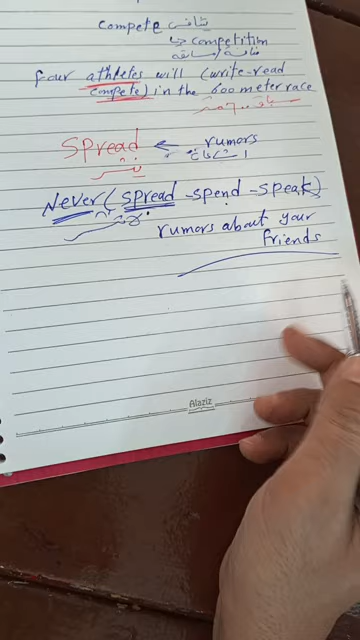 compete يتنافس
competition
منافسة / مسابقة
four athletes will (write-read
compete) in the 600 meter race
spread ← rumors
ينشر
Never (spread - spend - speak)
rumors about your
friends
Alaziz